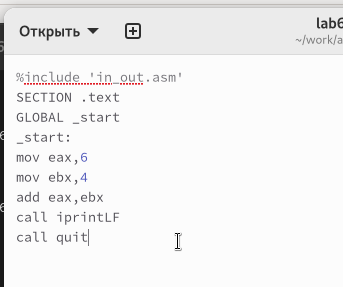 Открыть
lab6
~/work/a
%include 'in_out.asm'
SECTION .text
GLOBAL _start
_start:
mov eax,6
mov ebx,4
add eax,ebx
call iprintLF
call quit